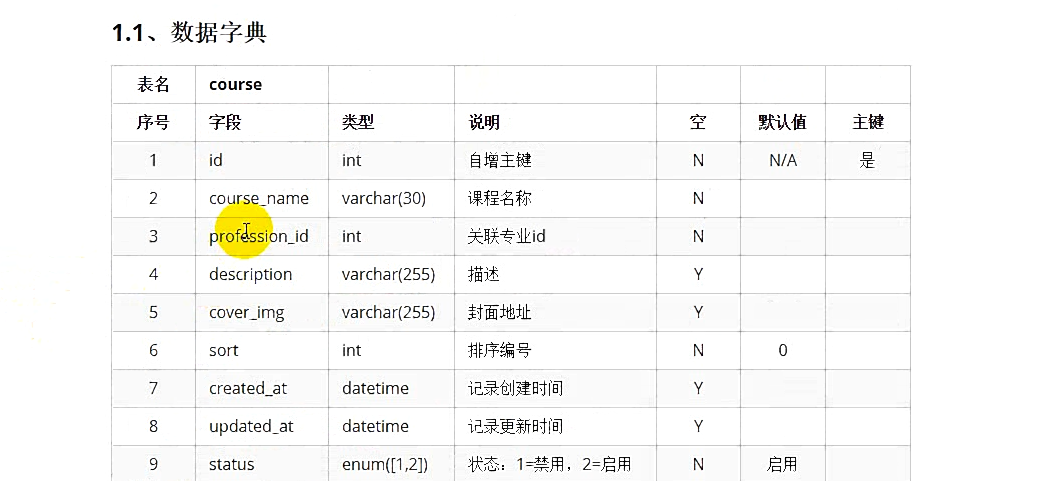 1.1、数据字典
表名 course
序号 字段 类型 说明 空 默认值 主键
1 id int 自增主键 N N/A 是
2 course_name varchar(30) 课程名称 N
3 profession_id int 关联专业id N
4 description varchar(255) 描述 Y
5 cover_img varchar(255) 封面地址 Y
6 sort int 排序编号 N 0
7 created_at datetime 记录创建时间 Y
8 updated_at datetime 记录更新时间 Y
9 status enum([1,2]) 状态：1=禁用，2=启用 N 启用